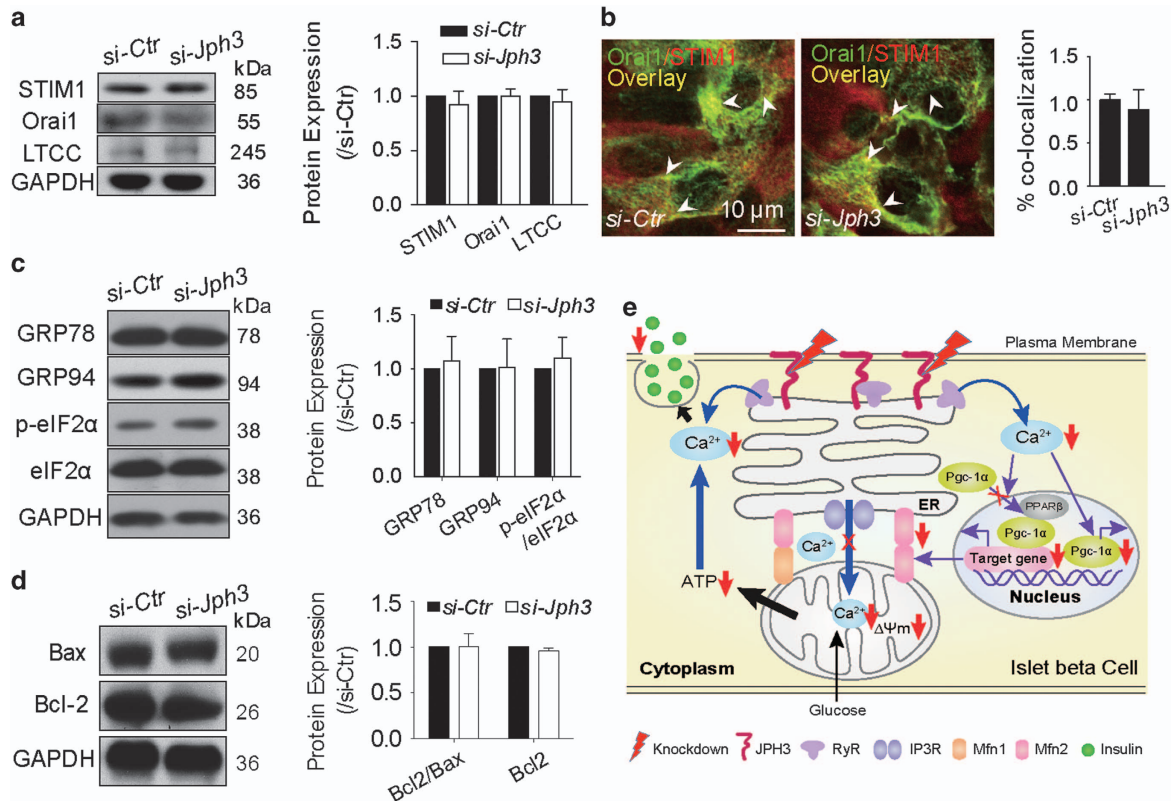 a
si-Ctr
si-Jph3
kDa
STIM1
85
Orai1
55
LTCC
245
GAPDH
36
Protein Expression
(/si-Ctr)
si-Ctr
si-Jph3
1.5
1.0
0.5
0.0
STIM1
Orai1
LTCC
b
Orai1/STIM1
Overlay
si-Ctr
10 µm
Orai1/STIM1
Overlay
si-Jph3
% co-localization
1.5
1.0
0.5
0.0
si-Ctr
si-Jph3
c
si-Ctr
si-Jph3
kDa
GRP78
78
GRP94
94
p-eIF2α
38
eIF2α
38
GAPDH
36
Protein Expression
(/si-Ctr)
si-Ctr
si-Jph3
1.5
1.0
0.5
0.0
GRP78
GRP94
p-eIF2α
/eIF2α
d
si-Ctr
si-Jph3
Bax
20
Bcl-2
26
GAPDH
36
Protein Expression
(/si-Ctr)
si-Ctr
si-Jph3
1.5
1.0
0.5
0.0
Bcl2/Bax
Bcl2
e
Plasma Membrane
Ca2+
Ca2+
Pgc-1α
ER
PPARβ
Pgc-1α
Ca2+
Target gene
Pgc-1α
ATP
Nucleus
Ca2+
ΔΨm
Cytoplasm
Islet beta Cell
Glucose
Knockdown
JPH3
RyR
IP3R
Mfn1
Mfn2
Insulin